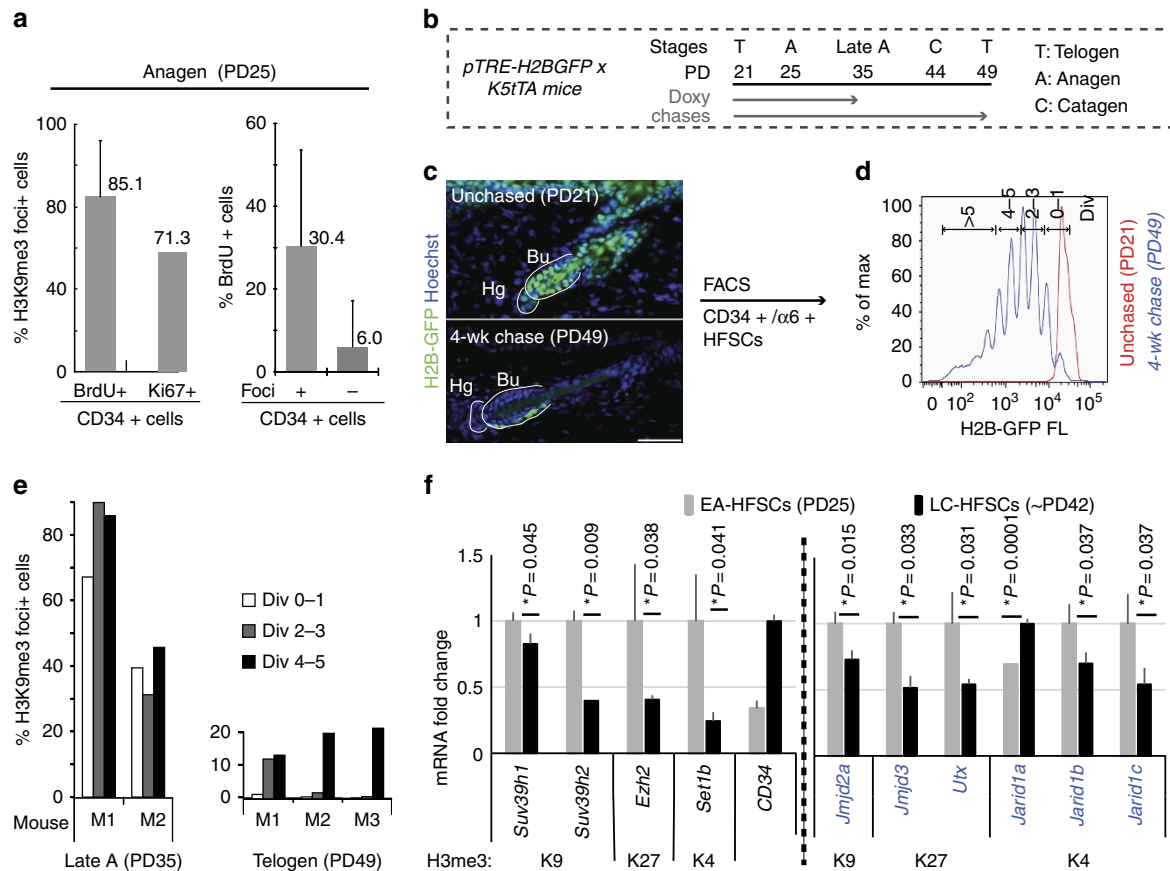 a
Anagen (PD25)
% H3K9me3 foci+ cells
100
80
60
40
20
0
85.1
71.3
BrdU+ Ki67+
CD34 + cells
% BrdU + cells
60
40
20
0
30.4
6.0
Foci + –
CD34 + cells
b
pTRE-H2BGFP x
K5tTA mice
Stages T A Late A C T
PD 21 25 35 44 49
Doxy
chases
T: Telogen
A: Anagen
C: Catagen
c
H2B-GFP Hoechst
Unchased (PD21)
Bu
Hg
4-wk chase (PD49)
Hg
Bu
FACS
CD34 + /α6 +
HFSCs
d
% of max
100
80
60
40
20
0
>5
4–5
2–3
0–1
Div
0 10² 10³ 10⁴ 10⁵
H2B-GFP FL
Unchased (PD21)
4-wk chase (PD49)
e
% H3K9me3 foci+ cells
80
60
40
20
0
Div 0–1
Div 2–3
Div 4–5
20
10
0
Mouse M1 M2
M1 M2 M3
Late A (PD35)
Telogen (PD49)
f
EA-HFSCs (PD25)
LC-HFSCs (~PD42)
mRNA fold change
1.5
1
0.5
0
*P=0.045
*P=0.009
*P=0.038
*P=0.041
*P=0.015
*P=0.033
*P=0.031
*P=0.0001
*P=0.037
*P=0.037
Suv39h1
Suv39h2
Ezh2
Set1b
CD34
Jmjd2a
Jmjd3
Utx
Jarid1a
Jarid1b
Jarid1c
H3me3: K9 K27 K4 K9 K27 K4